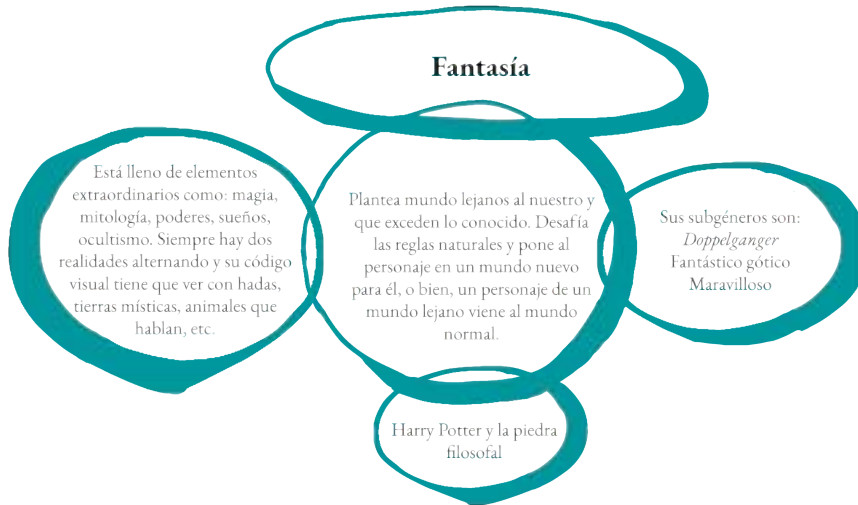 Fantasía
Está lleno de elementos
extraordinarios como: magia,
mitología, poderes, sueños,
ocultismo. Siempre hay dos
realidades alternando y su código
visual tiene que ver con hadas,
tierras místicas, animales que
hablan, etc.
Plantea mundo lejanos al nuestro y
que exceden lo conocido. Desafía
las reglas naturales y pone al
personaje en un mundo nuevo
para él, o bien, un personaje de un
mundo lejano viene al mundo
normal.
Sus subgéneros son:
Doppelganger
Fantástico gótico
Maravilloso
Harry Potter y la piedra
filosofal